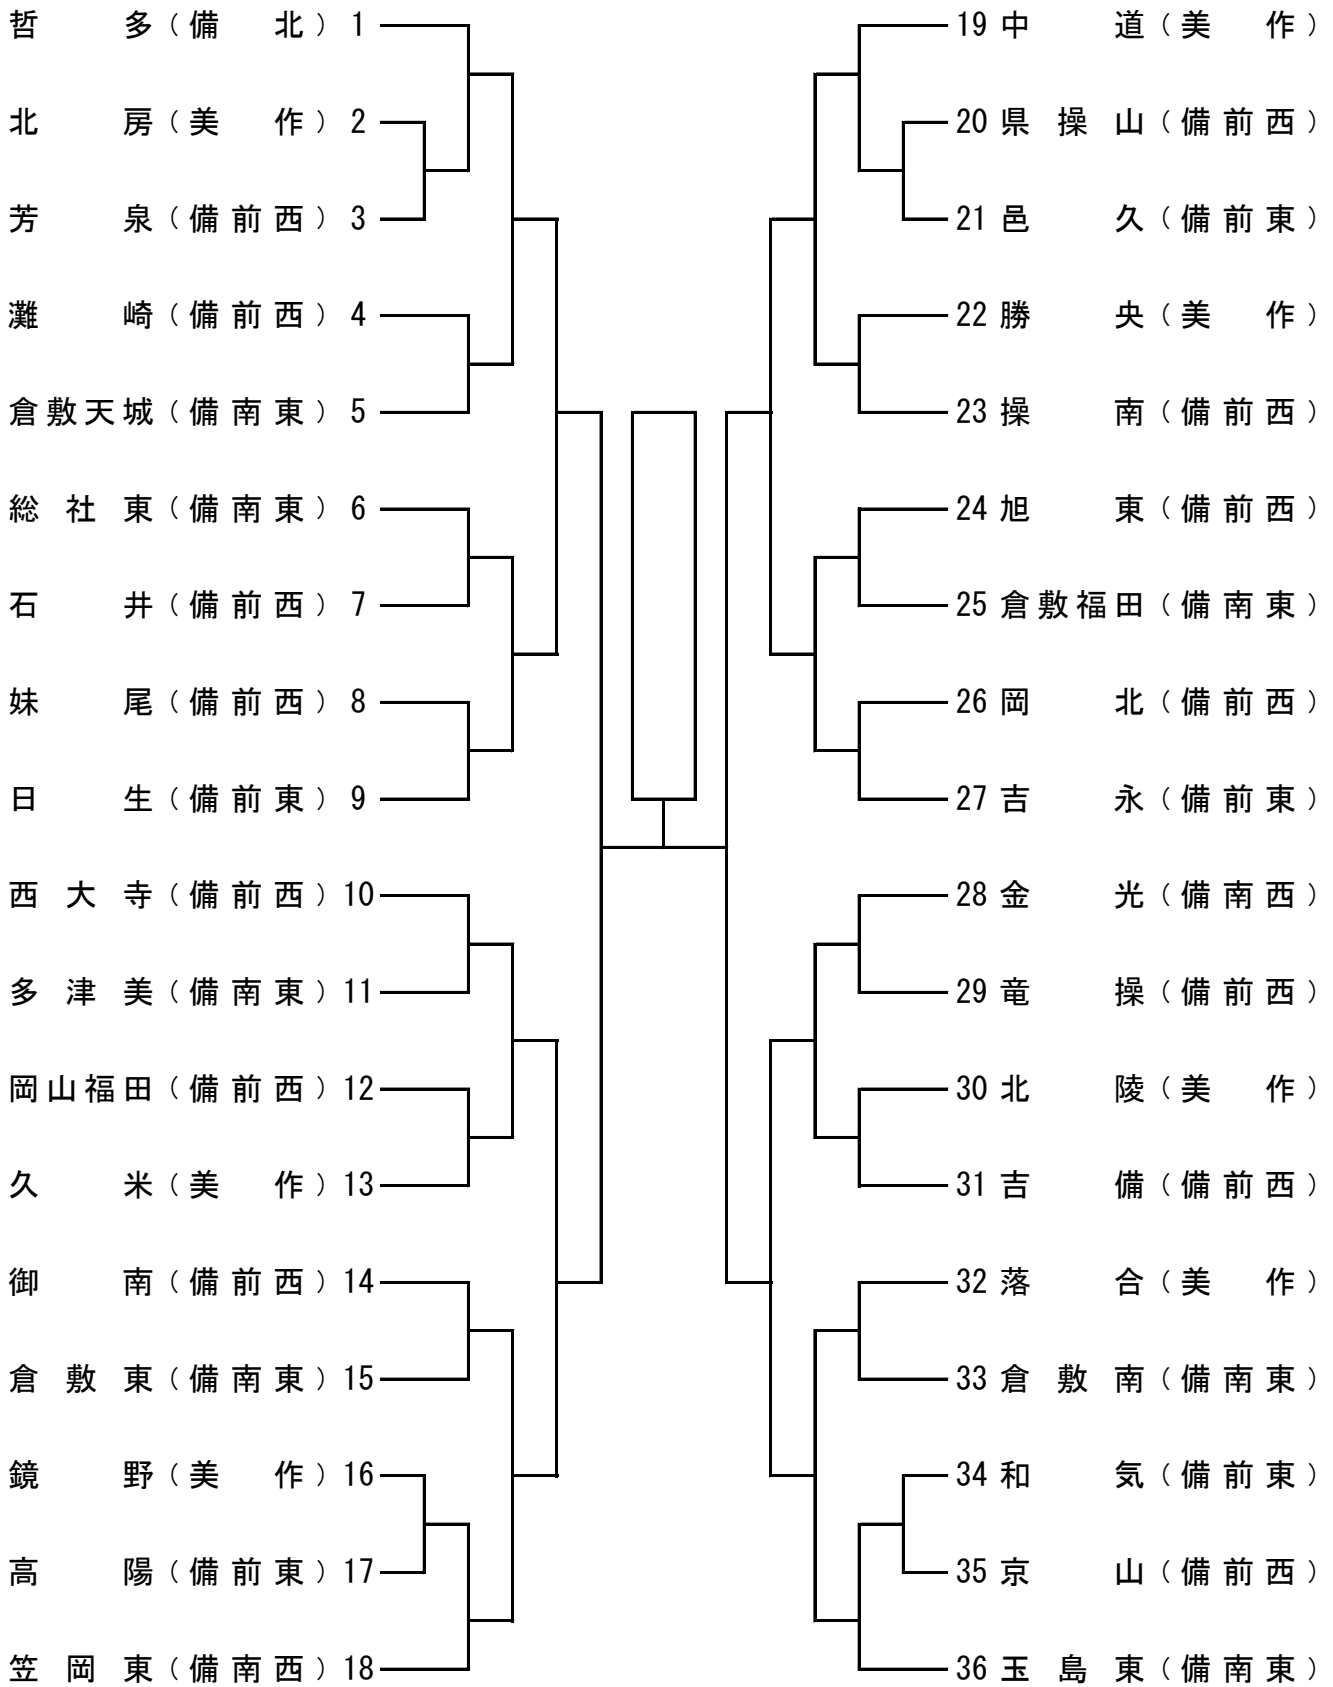 哲多（備北）1
北房（美作）2
芳泉（備前西）3
灘崎（備前西）4
倉敷天城（備南東）5
総社東（備南東）6
石井（備前西）7
妹尾（備前西）8
日生（備前東）9
西大寺（備前西）10
多津美（備南東）11
岡山福田（備前西）12
久米（美作）13
御南（備前西）14
倉敷東（備南東）15
鏡野（美作）16
高陽（備前東）17
笠岡東（備南西）18
19 中道（美作）
20 県操山（備前西）
21 邑久（備前東）
22 勝央（美作）
23 操南（備前西）
24 旭東（備前西）
25 倉敷福田（備南東）
26 岡北（備前西）
27 吉永（備前東）
28 金光（備南西）
29 竜操（備前西）
30 北陵（美作）
31 吉備（備前西）
32 落合（美作）
33 倉敷南（備南東）
34 和気（備前東）
35 京山（備前西）
36 玉島東（備南東）